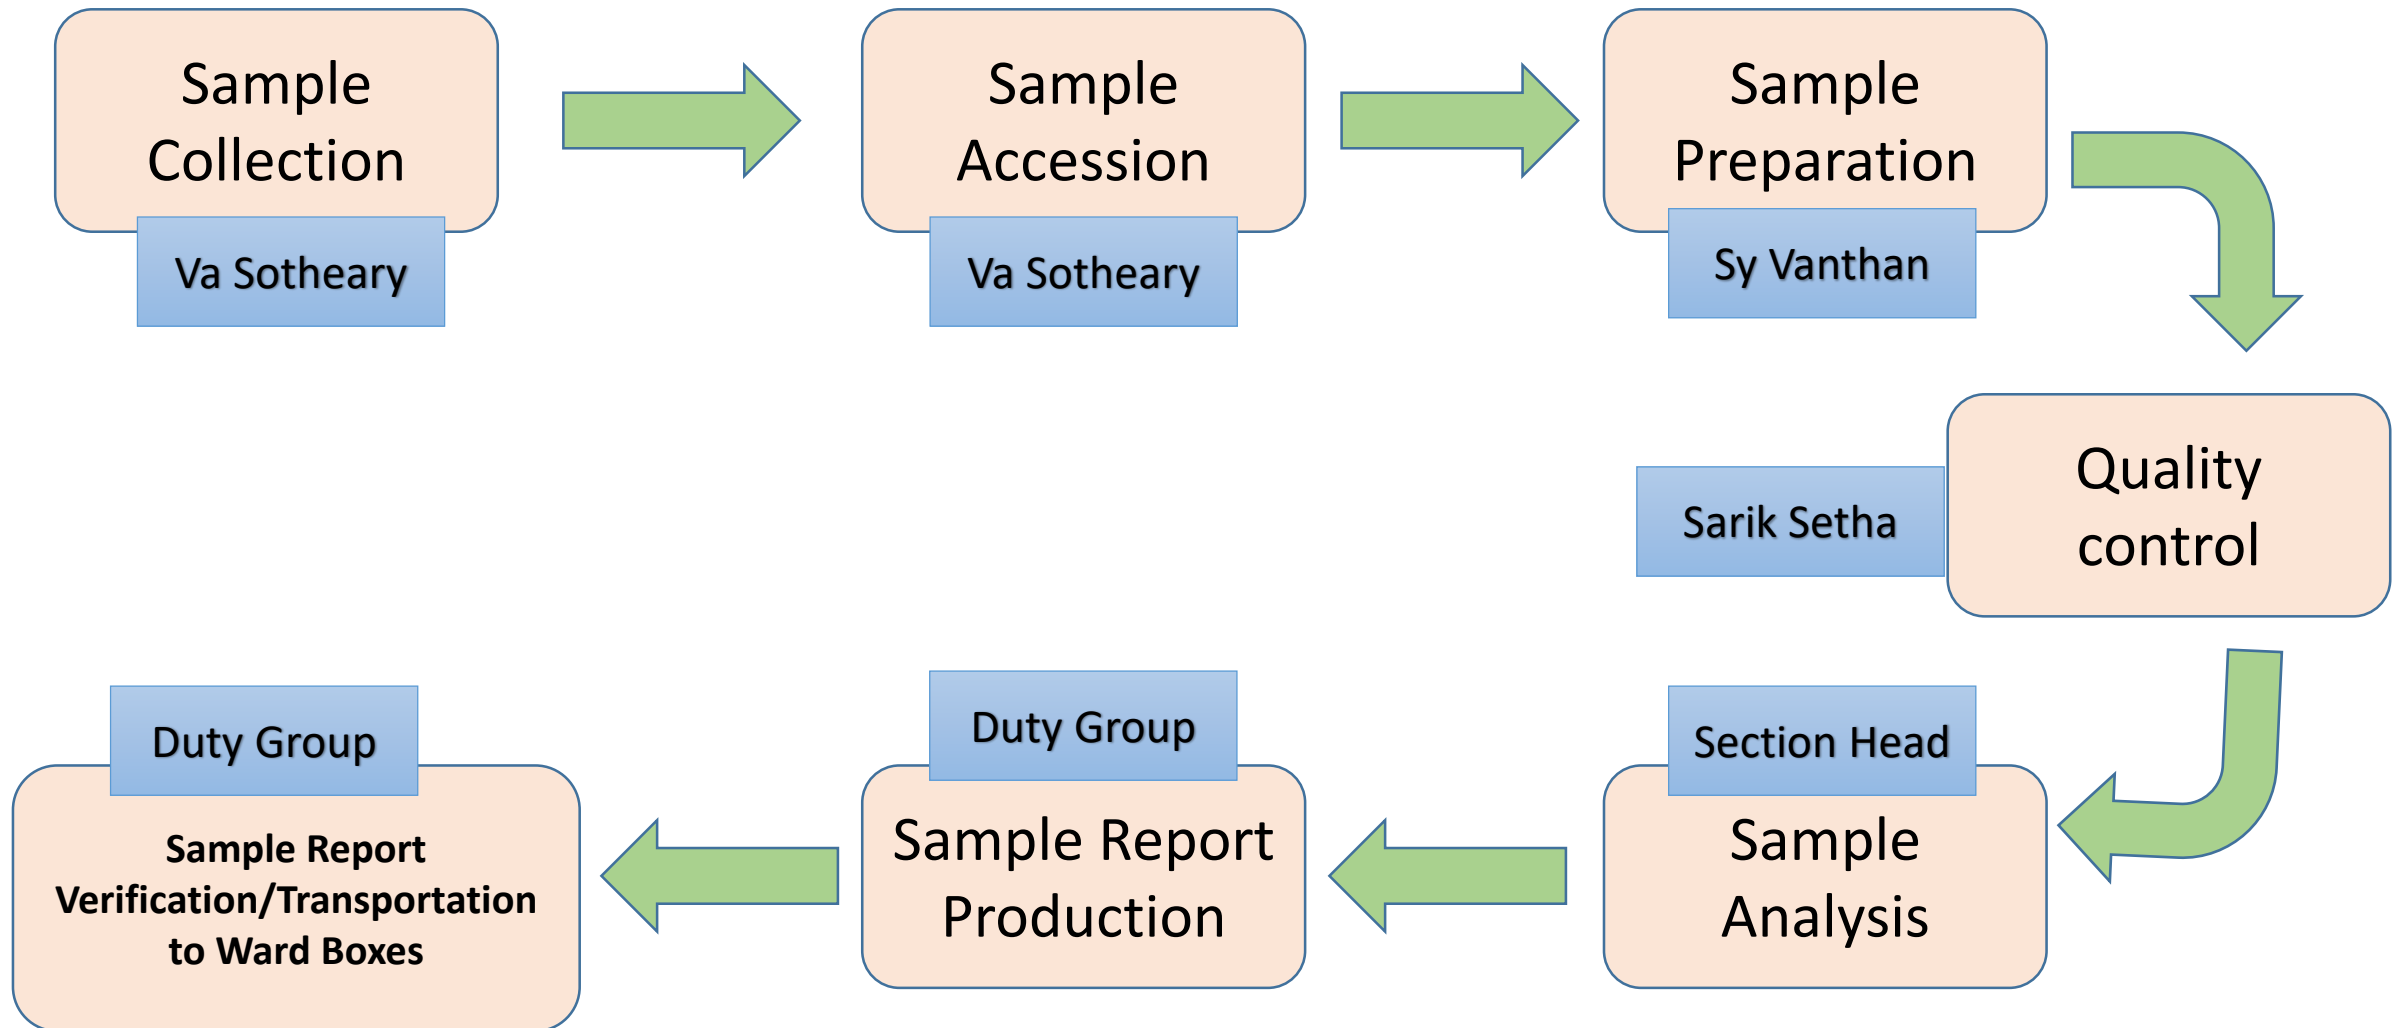 Sample
Collection
Va Sotheary
Sample
Accession
Va Sotheary
Sample
Preparation
Sy Vanthan
Quality
control
Sarik Setha
Section Head
Sample
Analysis
Duty Group
Sample Report
Production
Duty Group
Sample Report
Verification/Transportation
to Ward Boxes